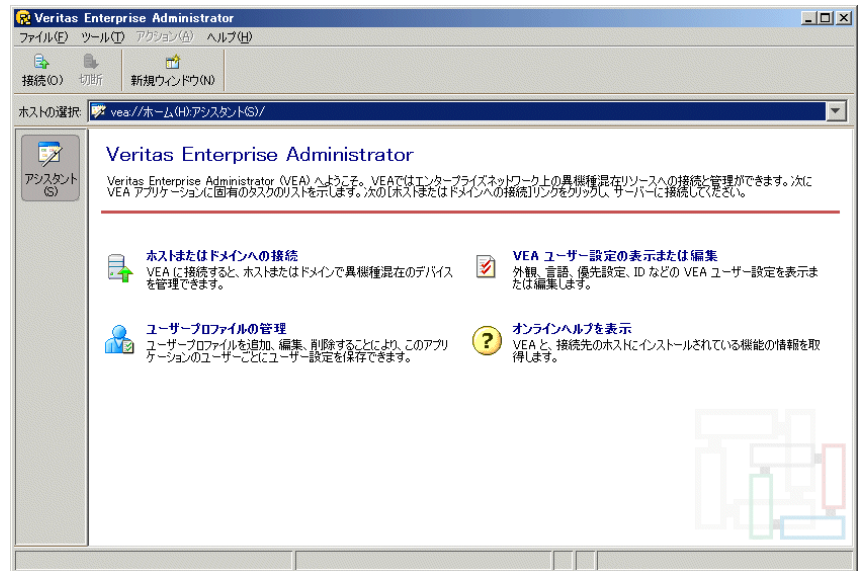 Veritas Enterprise Administrator
ファイル(F) ツール(T) アクション(A) ヘルプ(H)
接続(O) 切断 新規ウィンドウ(N)
ホストの選択: vea://ホーム(H):アシスタント(S)/
アシスタント
(S)
Veritas Enterprise Administrator
Veritas Enterprise Administrator (VEA) へようこそ。VEAではエンタープライズネットワーク上の異機種混在リソースへの接続と管理ができます。次に
VEA アプリケーションに固有のタスクのリストを示します。次の[ホストまたはドメインへの接続]リンクをクリックし、サーバーに接続してください。
ホストまたはドメインへの接続
VEA に接続すると、ホストまたはドメインで異機種混在のデバイス
を管理できます。
VEA ユーザー設定の表示または編集
外観、言語、優先設定、ID などの VEA ユーザー設定を表示ま
たは編集します。
ユーザープロファイルの管理
ユーザープロファイルを追加、編集、削除することにより、このアプリ
ケーションのユーザーごとにユーザー設定を保存できます。
オンラインヘルプを表示
VEA と、接続先のホストにインストールされている機能の情報を取
得します。